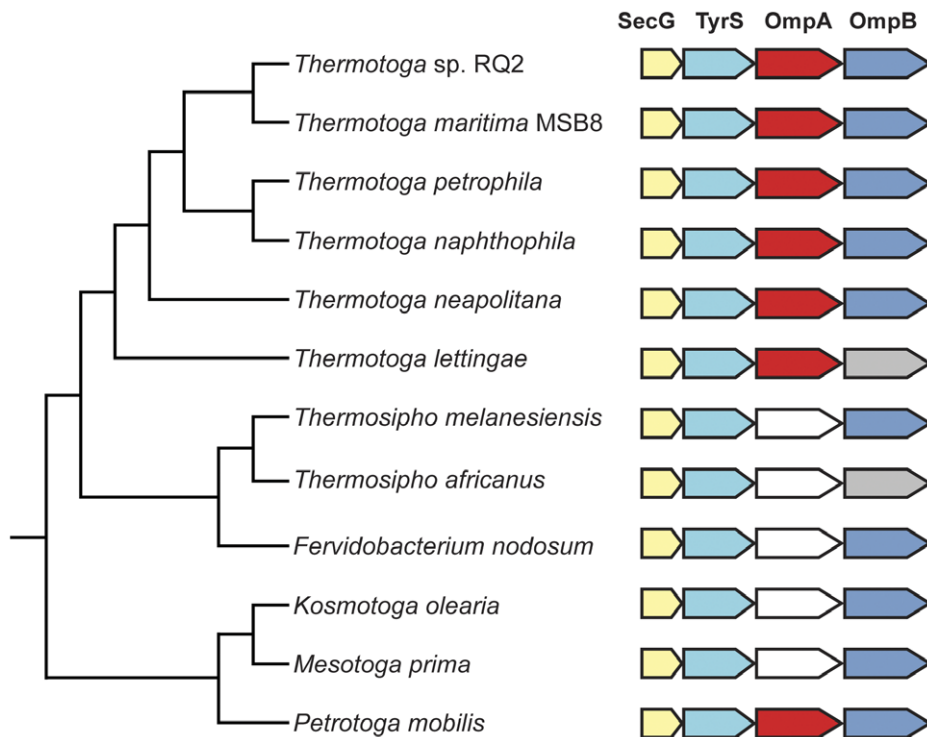 SecG TyrS OmpA OmpB
Thermotoga sp. RQ2
Thermotoga maritima MSB8
Thermotoga petrophila
Thermotoga naphthophila
Thermotoga neapolitana
Thermotoga lettingae
Thermosipho melanesiensis
Thermosipho africanus
Fervidobacterium nodosum
Kosmotoga olearia
Mesotoga prima
Petrotoga mobilis